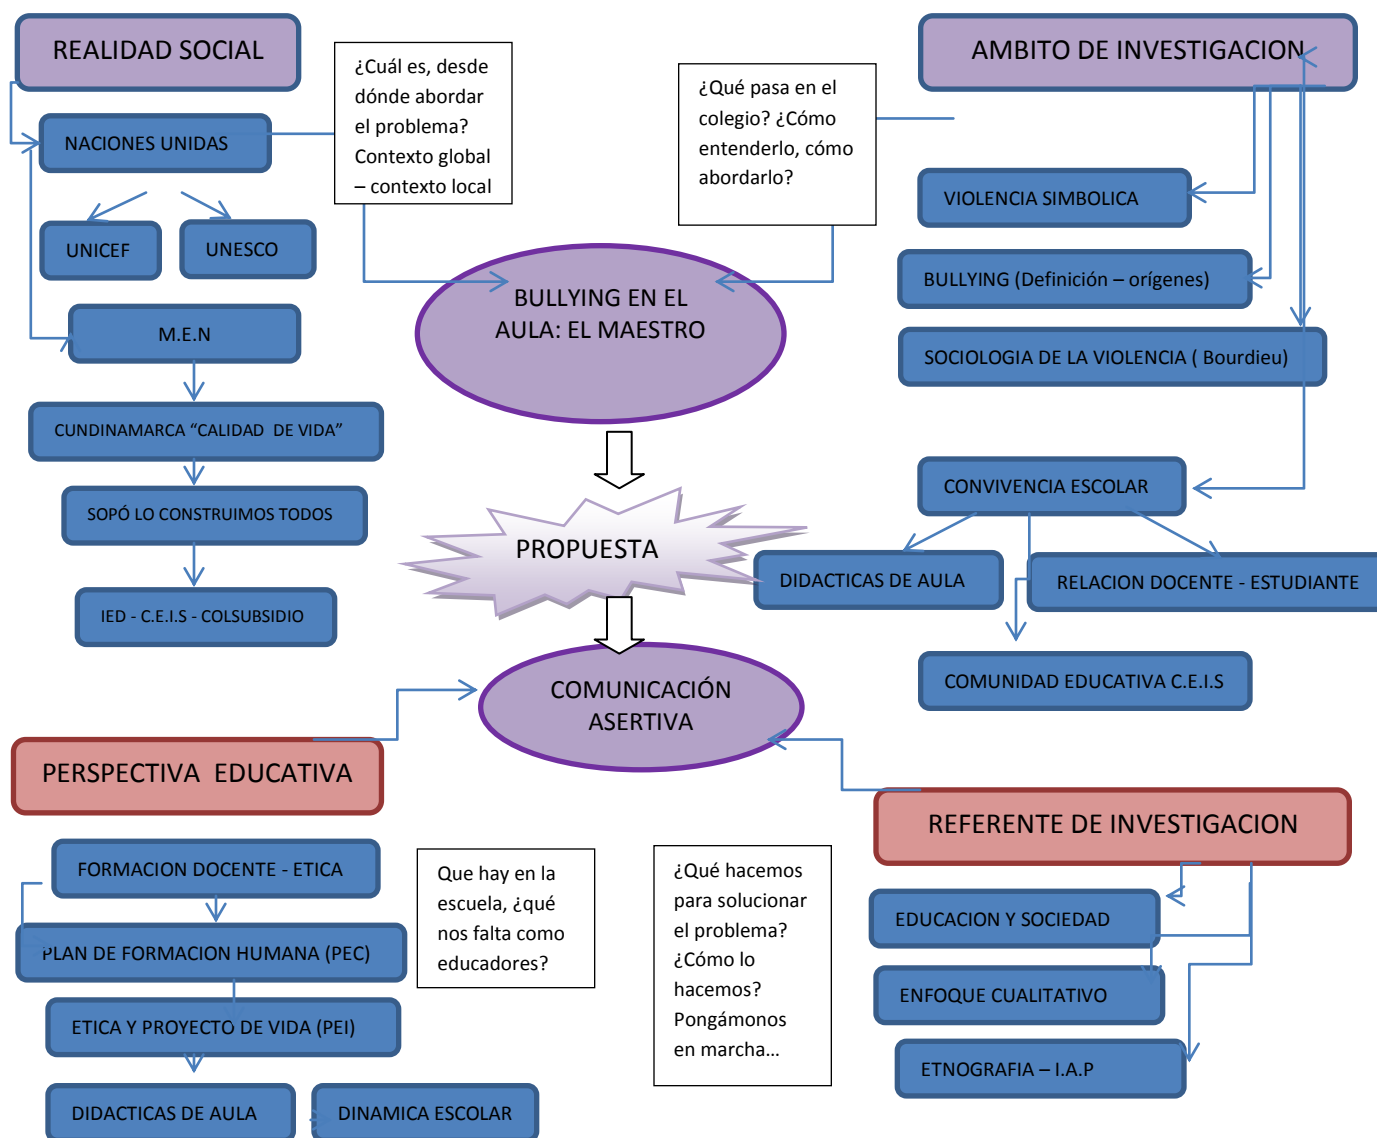 REALIDAD SOCIAL
¿Cuál es, desde
dónde abordar
el problema?
Contexto global
– contexto local
¿Qué pasa en el
colegio? ¿Cómo
entenderlo, cómo
abordarlo?
AMBITO DE INVESTIGACION
NACIONES UNIDAS
UNICEF
UNESCO
M.E.N
CUNDINAMARCA “CALIDAD DE VIDA”
SOPÓ LO CONSTRUIMOS TODOS
IED - C.E.I.S - COLSUBSIDIO
BULLYING EN EL
AULA: EL MAESTRO
PROPUESTA
COMUNICACIÓN
ASERTIVA
VIOLENCIA SIMBOLICA
BULLYING (Definición – orígenes)
SOCIOLOGIA DE LA VIOLENCIA ( Bourdieu)
CONVIVENCIA ESCOLAR
DIDACTICAS DE AULA
RELACION DOCENTE - ESTUDIANTE
COMUNIDAD EDUCATIVA C.E.I.S
PERSPECTIVA EDUCATIVA
FORMACION DOCENTE - ETICA
PLAN DE FORMACION HUMANA (PEC)
ETICA Y PROYECTO DE VIDA (PEI)
DIDACTICAS DE AULA
DINAMICA ESCOLAR
Que hay en la
escuela, ¿qué
nos falta como
educadores?
¿Qué hacemos
para solucionar
el problema?
¿Cómo lo
hacemos?
Pongámonos
en marcha...
REFERENTE DE INVESTIGACION
EDUCACION Y SOCIEDAD
ENFOQUE CUALITATIVO
ETNOGRAFIA – I.A.P